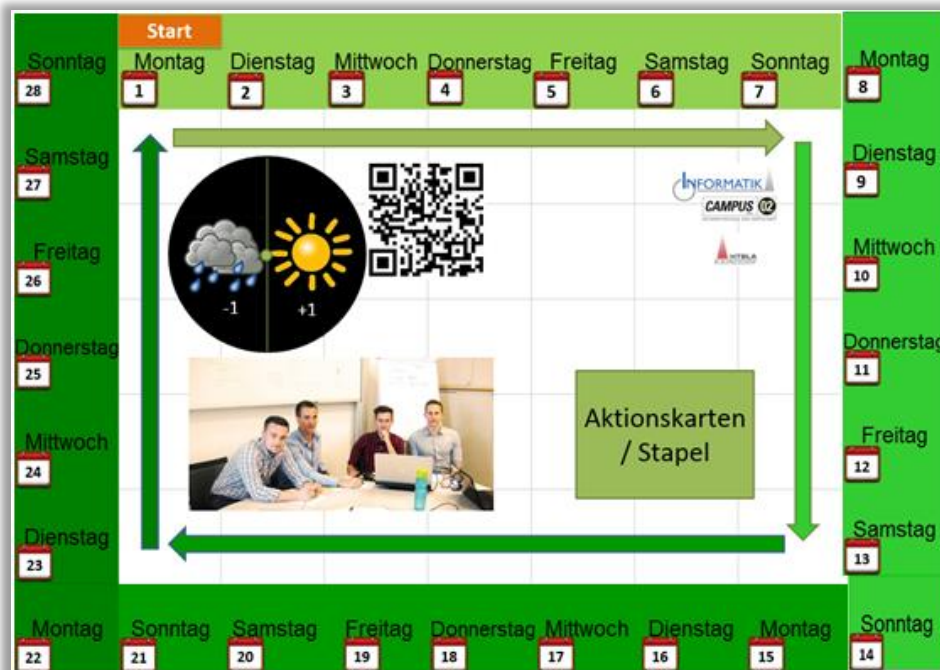 Start
Montag
1
Dienstag
2
Mittwoch
3
Donnerstag
4
Freitag
5
Samstag
6
Sonntag
7
Montag
8
Dienstag
9
Mittwoch
10
Donnerstag
11
Freitag
12
Samstag
13
Sonntag
14
Montag
15
Dienstag
16
Mittwoch
17
Donnerstag
18
Freitag
19
Samstag
20
Sonntag
21
Montag
22
Dienstag
23
Mittwoch
24
Donnerstag
25
Freitag
26
Samstag
27
Sonntag
28
-1
+1
INFORMATIK
CAMPUS 02
HTBLA
Aktionskarten
/ Stapel